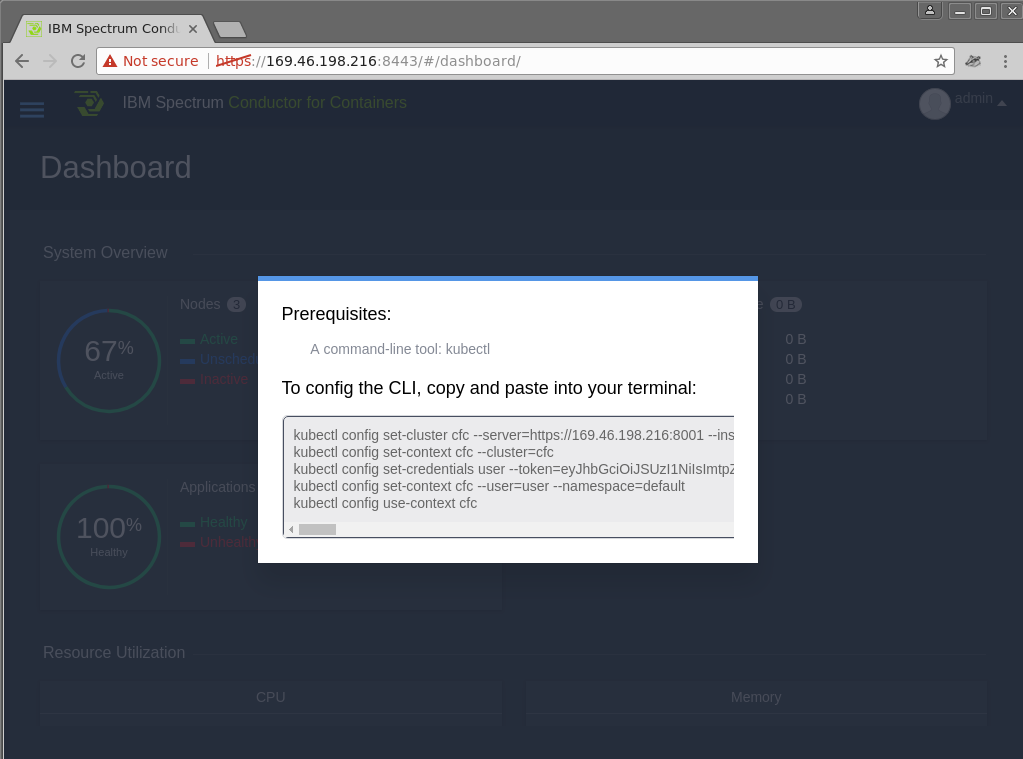 IBM Spectrum Condu
Not secure https://169.46.198.216:8443/#/dashboard/
IBM Spectrum Conductor for Containers
admin
Dashboard
System Overview
67%
Active
Nodes 3
Active
Unsched
Inactive
e 0 B
0 B
0 B
0 B
0 B
Prerequisites:
A command-line tool: kubectl
To config the CLI, copy and paste into your terminal:
kubectl config set-cluster cfc --server=https://169.46.198.216:8001 --ins
kubectl config set-context cfc --cluster=cfc
kubectl config set-credentials user --token=eyJhbGciOiJSUzI1NiIsImtpZ
kubectl config set-context cfc --user=user --namespace=default
kubectl config use-context cfc
100%
Healthy
Applications
Healthy
Unhealth
Resource Utilization
CPU
Memory